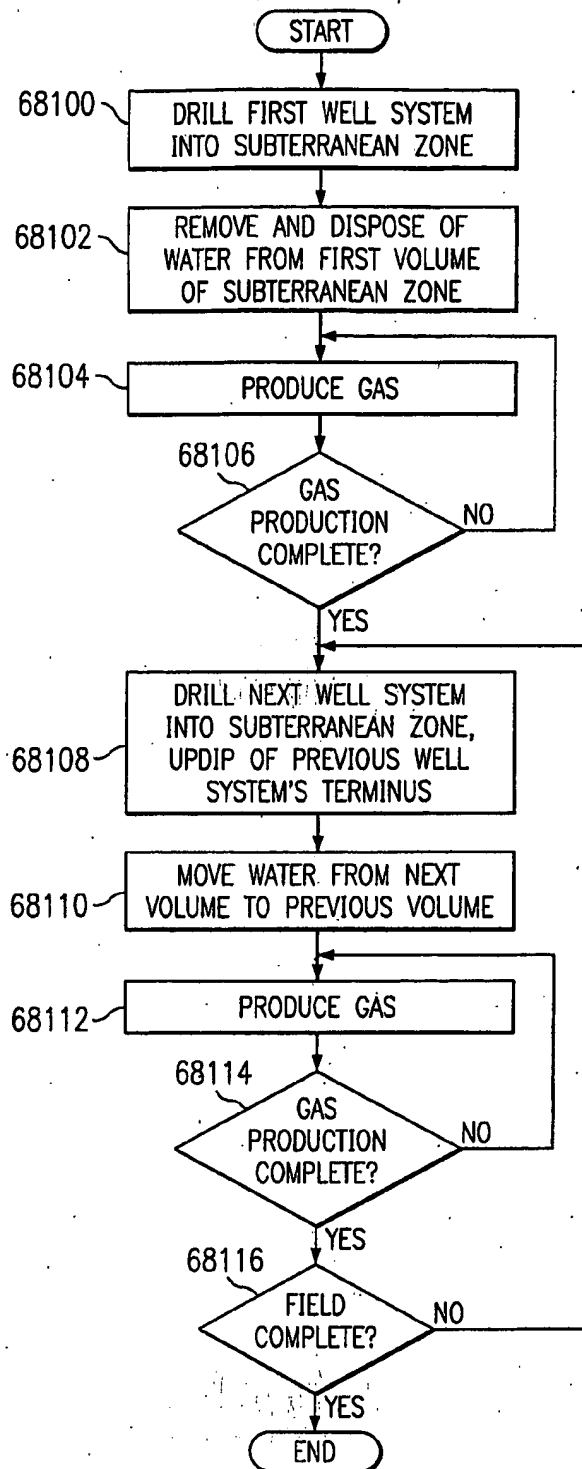 START
68100
DRILL FIRST WELL SYSTEM
INTO SUBTERRANEAN ZONE
68102
REMOVE AND DISPOSE OF
WATER FROM FIRST VOLUME
OF SUBTERRANEAN ZONE
68104
PRODUCE GAS
68106
GAS
PRODUCTION
COMPLETE?
NO
YES
68108
DRILL NEXT WELL SYSTEM
INTO SUBTERRANEAN ZONE,
UPDIP OF PREVIOUS WELL
SYSTEM'S TERMINUS
68110
MOVE WATER FROM NEXT
VOLUME TO PREVIOUS VOLUME
68112
PRODUCE GAS
68114
GAS
PRODUCTION
COMPLETE?
NO
YES
68116
FIELD
COMPLETE?
NO
YES
END